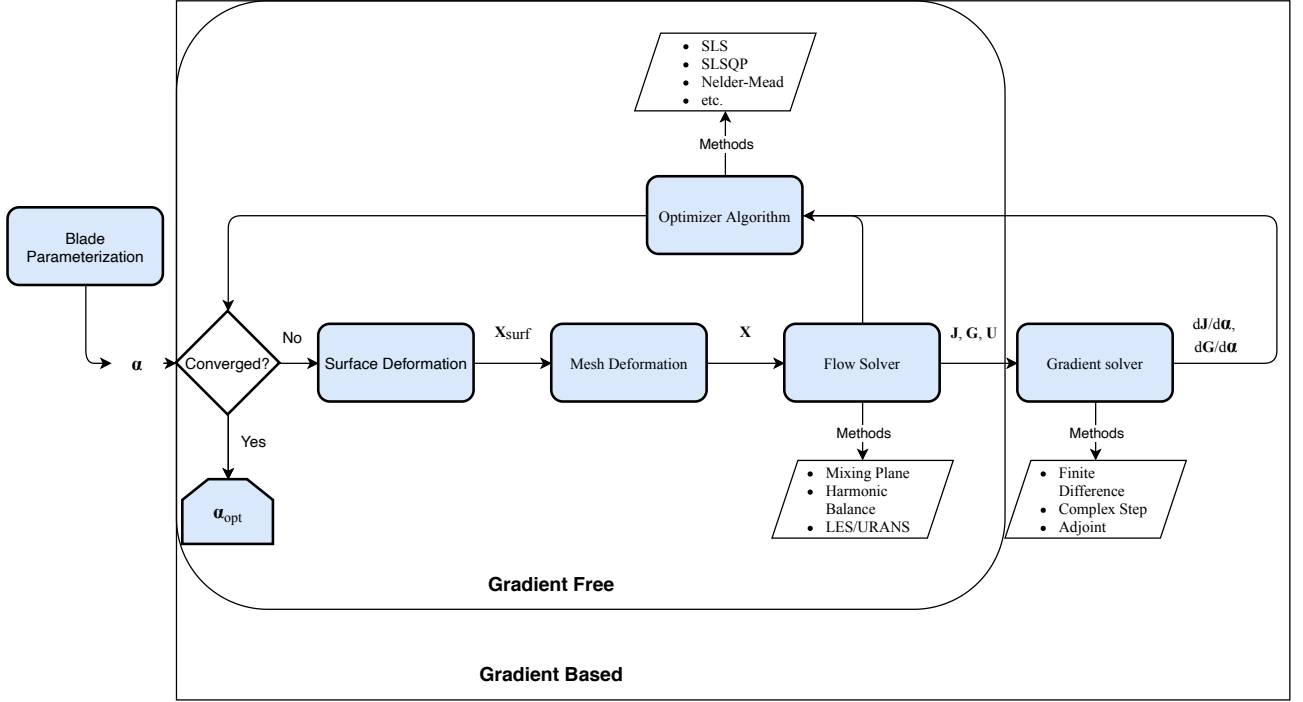 • SLS
• SLSQP
• Nelder-Mead
• etc.
Methods
Optimizer Algorithm
Blade
Parameterization
α
Converged?
No
Surface Deformation
Xsurf
Mesh Deformation
X
Flow Solver
J, G, U
Gradient solver
dJ/dα,
dG/dα
Yes
αopt
Methods
• Mixing Plane
• Harmonic
Balance
• LES/URANS
Methods
• Finite
Difference
• Complex Step
• Adjoint
Gradient Free
Gradient Based